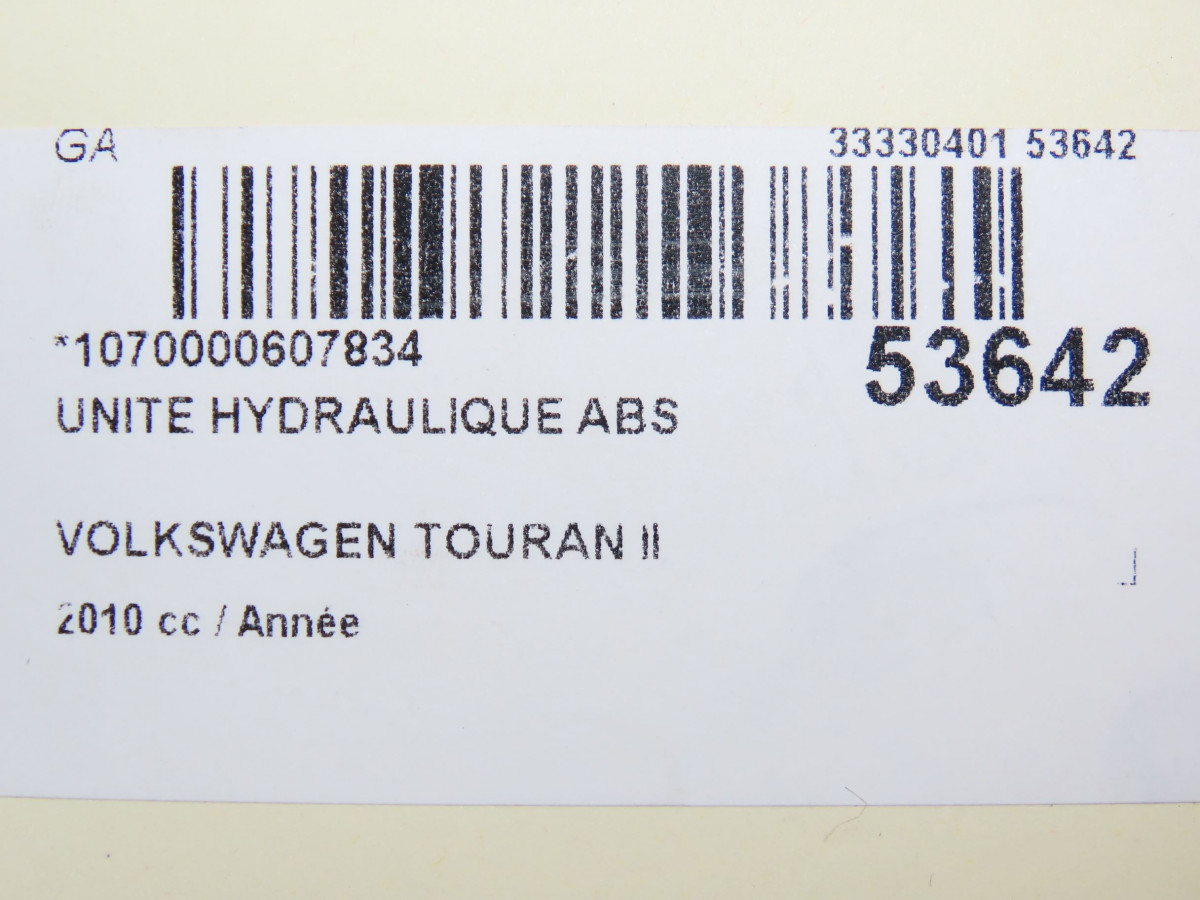 GA 33330401 53642
*1070000607834 53642
UNITE HYDRAULIQUE ABS
VOLKSWAGEN TOURAN II
2010 cc / Année